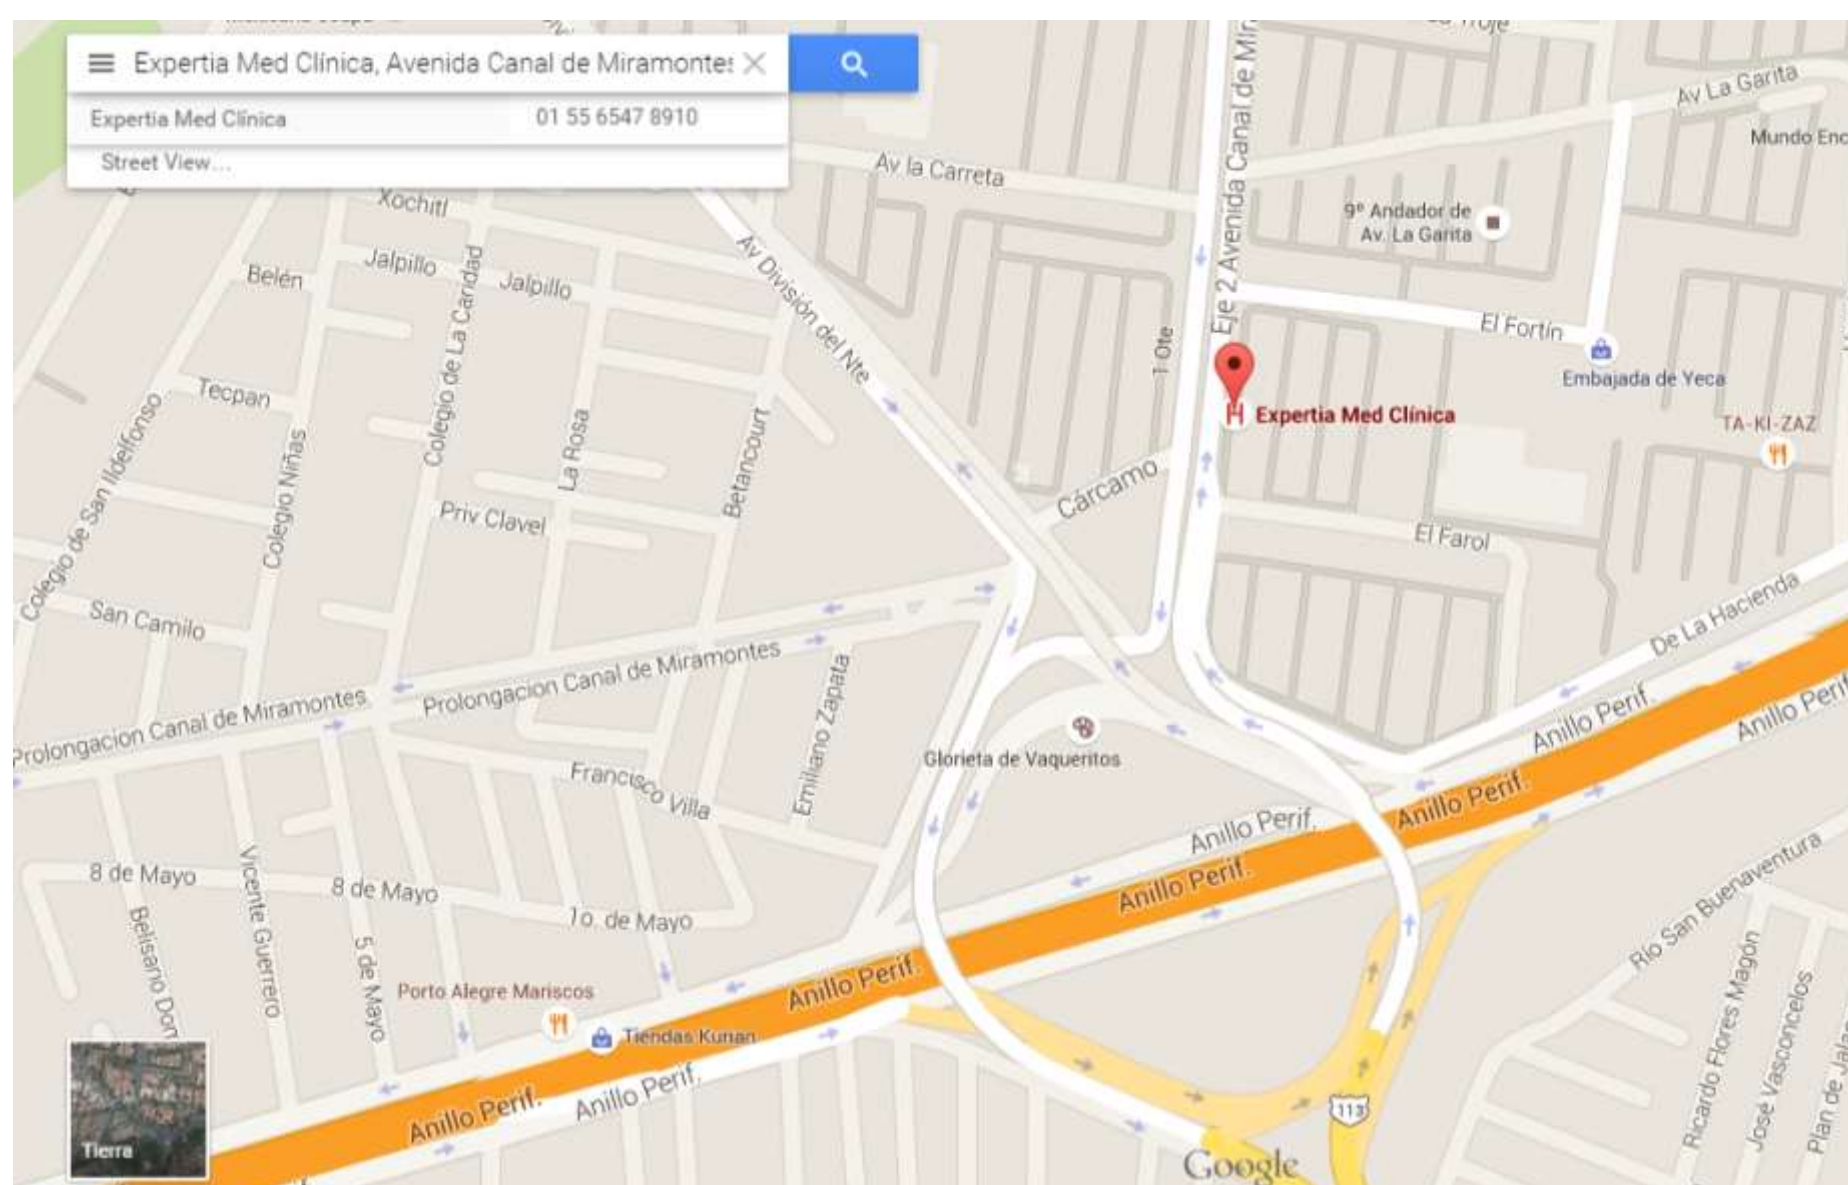 Expertia Med Clínica, Avenida Canal de Miramontes
Expertia Med Clínica
01 55 6547 8910
Street View...
Av La Garita
Mundo Enc
Av la Carreta
Eje 2 Avenida Canal de Mir
9º Andador de
Av. La Garita
Xochitl
Jalpillo
Jalpillo
Belén
Av División del Nte
El Fortín
Embajada de Yeca
1 Ote
Expertia Med Clínica
TA-KI-ZAZ
Tecpan
Colegio de San Ildelfonso
Colegio Niñas
Colegio de La Caridad
La Rosa
Betancourt
Priv Clavel
Cárcamo
El Farol
San Camilo
De La Hacienda
Prolongacion Canal de Miramontes
Prolongacion Canal de Miramontes
Emiliano Zapata
Glorieta de Vaqueritos
Francisco Villa
Anillo Perif.
Anillo Perif
Anillo Perif.
Anillo Perif.
Anillo Perif.
Anillo Perif.
Anillo Perif.
Anillo Perif.
8 de Mayo
8 de Mayo
1o. de Mayo
Vicente Guerrero
5 de Mayo
Rio San Buenaventura
Ricardo Flores Magón
José Vasconcelos
Porto Alegre Mariscos
Tiendas Kurian
113
Tierra
Google